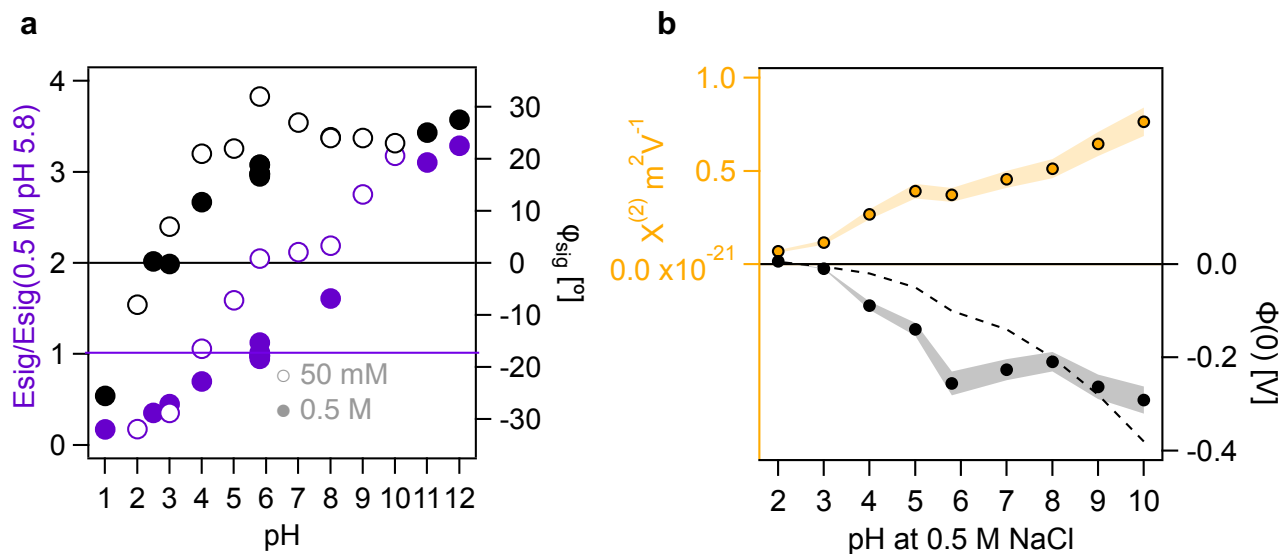 a
4
3
2
1
0
Esig/Esig(0.5 M pH 5.8)
30
20
10
0
-10
-20
-30
φsig [º]
50 mM
0.5 M
1 2 3 4 5 6 7 8 9 10 11 12
pH
b
1.0
0.5
0.0 x10-21
X(2) m2V-1
0.0
-0.2
-0.4
Φ(0) [V]
2 3 4 5 6 7 8 9 10
pH at 0.5 M NaCl